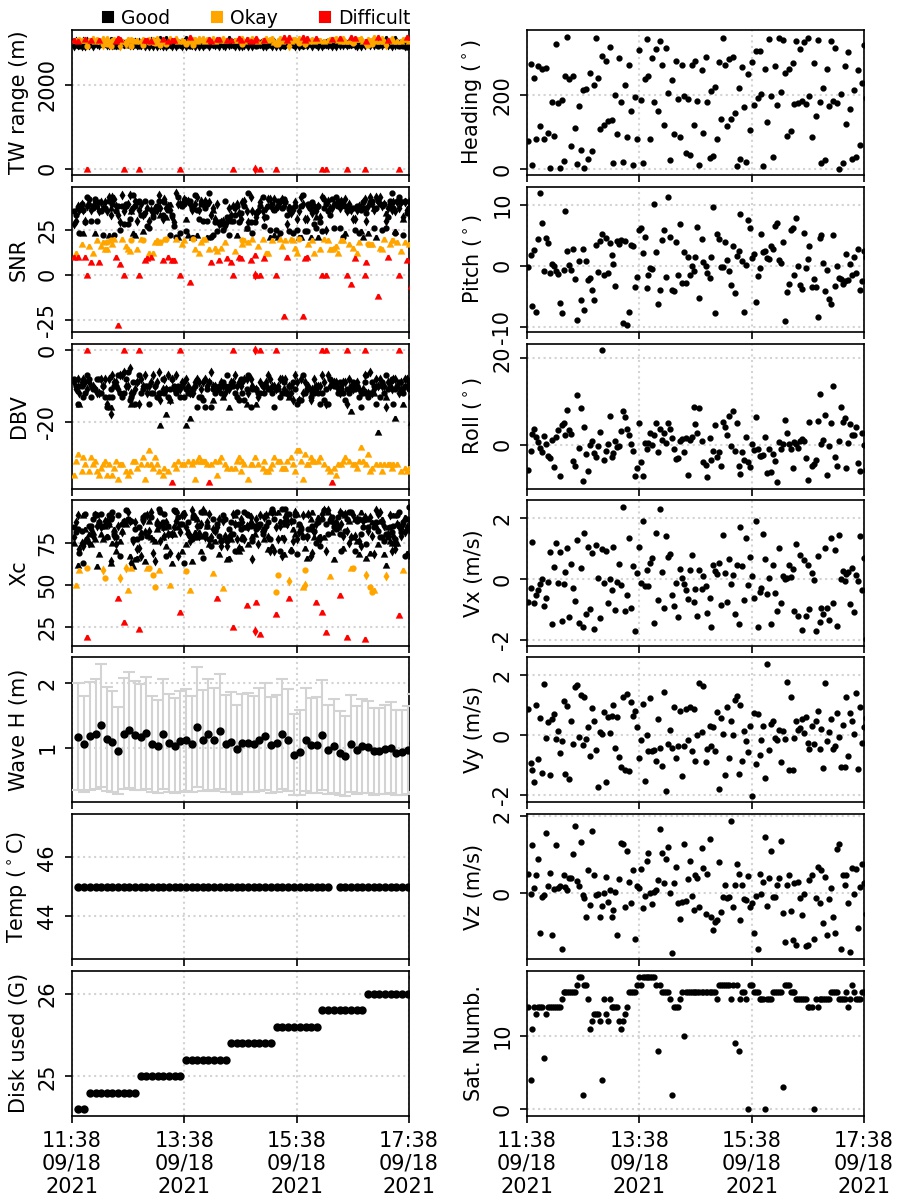 Good Okay Difficult
TW range (m)
2000
0
Heading (°)
200
0
SNR
25
0
-25
Pitch (°)
10
0
-10
DBV
0
-20
Roll (°)
20
0
Xc
75
50
25
Vx (m/s)
2
0
-2
Wave H (m)
2
1
Vy (m/s)
2
0
-2
Temp (°C)
46
44
Vz (m/s)
2
0
Disk used (G)
26
25
Sat. Numb.
10
0
11:38 13:38 15:38 17:38
09/18 09/18 09/18 09/18
2021 2021 2021 2021
11:38 13:38 15:38 17:38
09/18 09/18 09/18 09/18
2021 2021 2021 2021